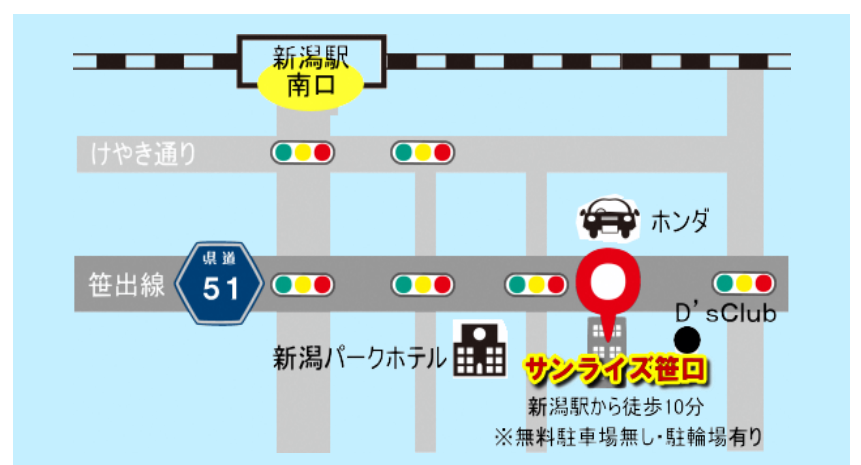 新潟駅
南口
けやき通り
ホンダ
笹出線
県道
51
D'sClub
新潟パークホテル
サンライズ笹口
新潟駅から徒歩10分
※無料駐車場無し・駐輪場有り